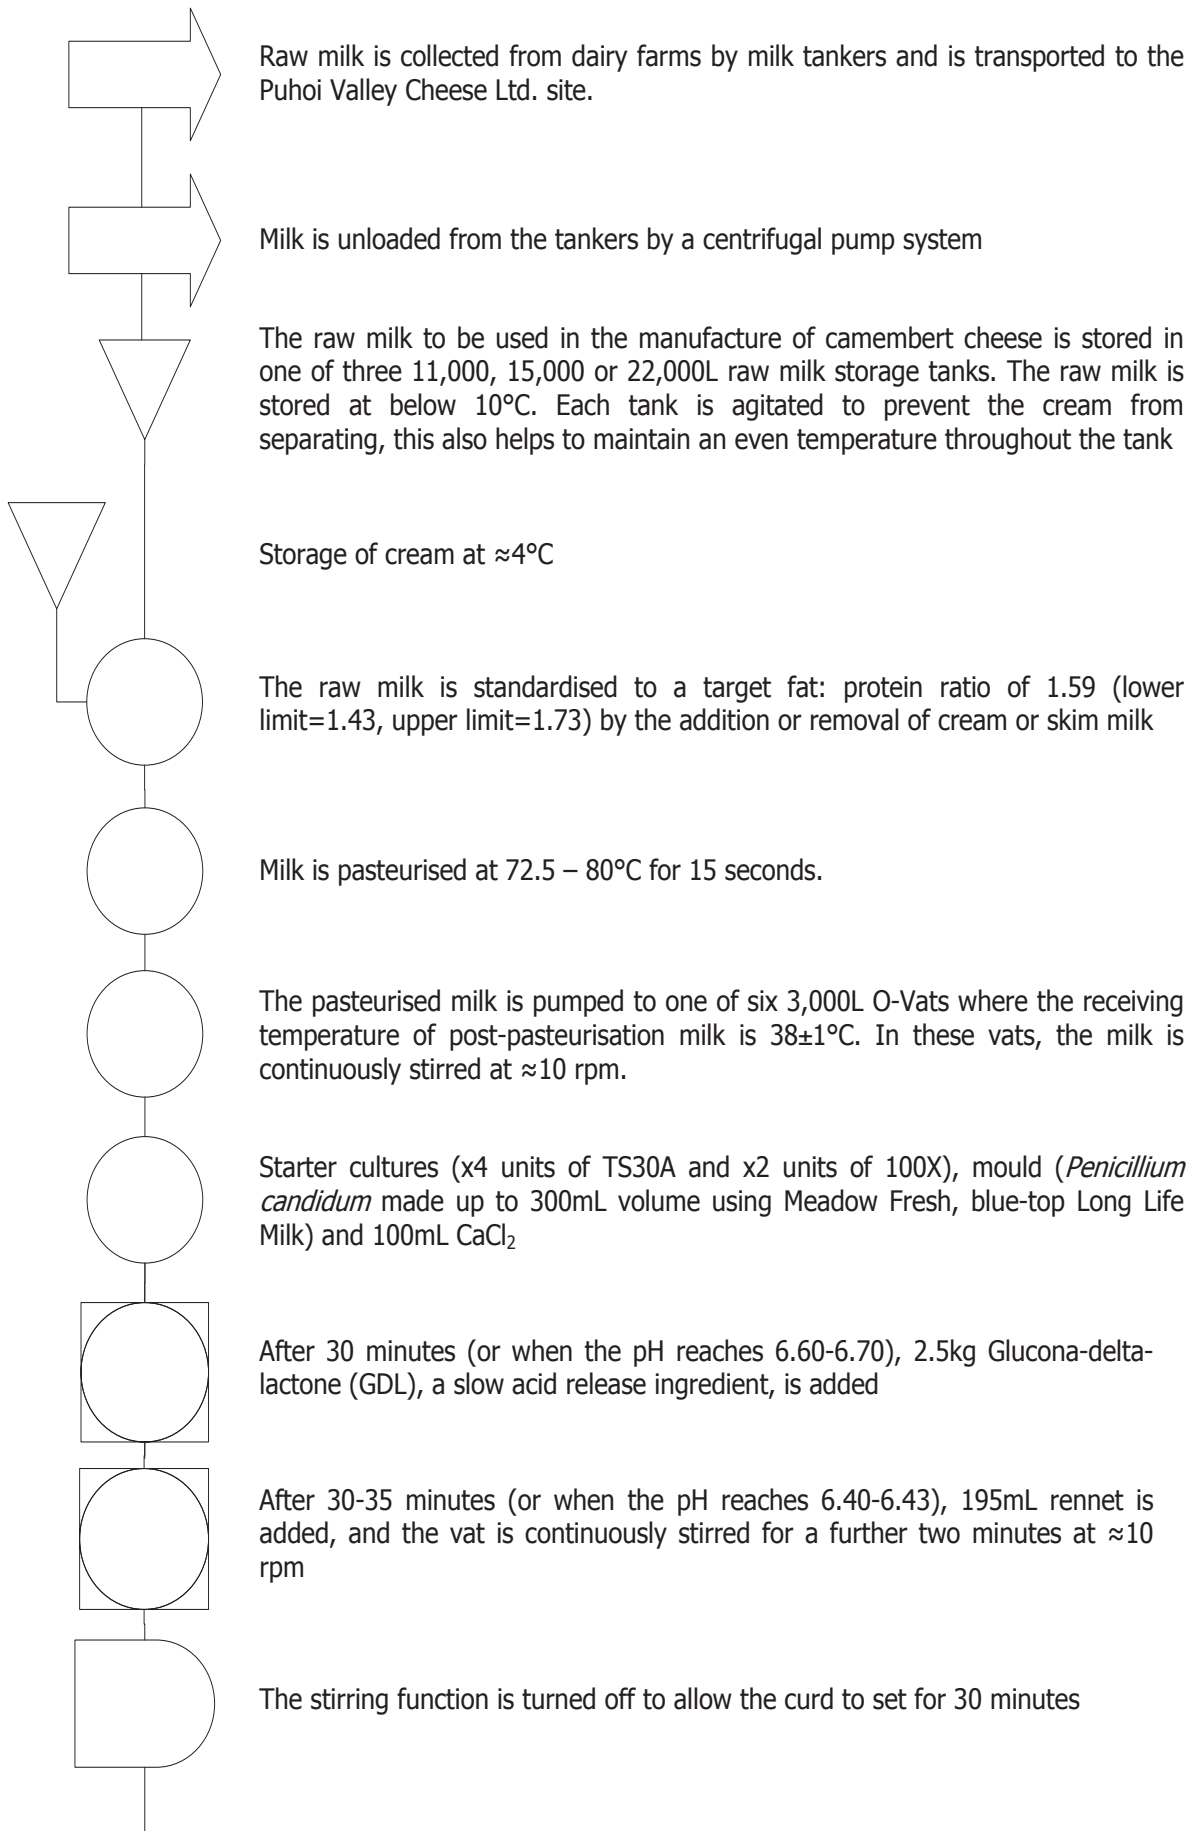 Raw milk is collected from dairy farms by milk tankers and is transported to the
Puhoi Valley Cheese Ltd. site.
Milk is unloaded from the tankers by a centrifugal pump system
The raw milk to be used in the manufacture of camembert cheese is stored in
one of three 11,000, 15,000 or 22,000L raw milk storage tanks. The raw milk is
stored at below 10°C. Each tank is agitated to prevent the cream from
separating, this also helps to maintain an even temperature throughout the tank
Storage of cream at ≈4°C
The raw milk is standardised to a target fat: protein ratio of 1.59 (lower
limit=1.43, upper limit=1.73) by the addition or removal of cream or skim milk
Milk is pasteurised at 72.5 – 80°C for 15 seconds.
The pasteurised milk is pumped to one of six 3,000L O-Vats where the receiving
temperature of post-pasteurisation milk is 38±1°C. In these vats, the milk is
continuously stirred at ≈10 rpm.
Starter cultures (x4 units of TS30A and x2 units of 100X), mould (Penicillium
candidum made up to 300mL volume using Meadow Fresh, blue-top Long Life
Milk) and 100mL CaCl₂
After 30 minutes (or when the pH reaches 6.60-6.70), 2.5kg Glucona-delta-
lactone (GDL), a slow acid release ingredient, is added
After 30-35 minutes (or when the pH reaches 6.40-6.43), 195mL rennet is
added, and the vat is continuously stirred for a further two minutes at ≈10
rpm
The stirring function is turned off to allow the curd to set for 30 minutes